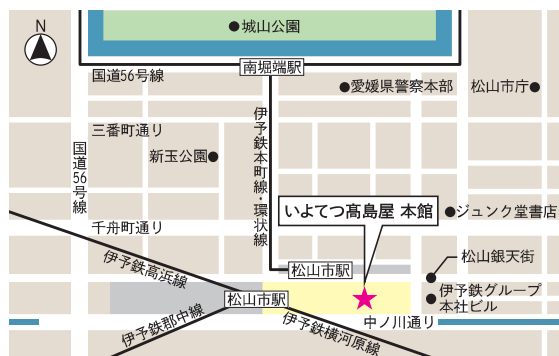 N
城山公園
南堀端駅
国道56号線
愛媛県警察本部
松山市庁
三番町通り
新玉公園
国道56号線
伊予鉄本町線・環状線
いよてつ髙島屋 本館
ジュンク堂書店
千舟町通り
伊予鉄高浜線
松山市駅
松山銀天街
松山市駅
伊予鉄グループ
本社ビル
伊予鉄郡中線
伊予鉄横河原線
中ノ川通り